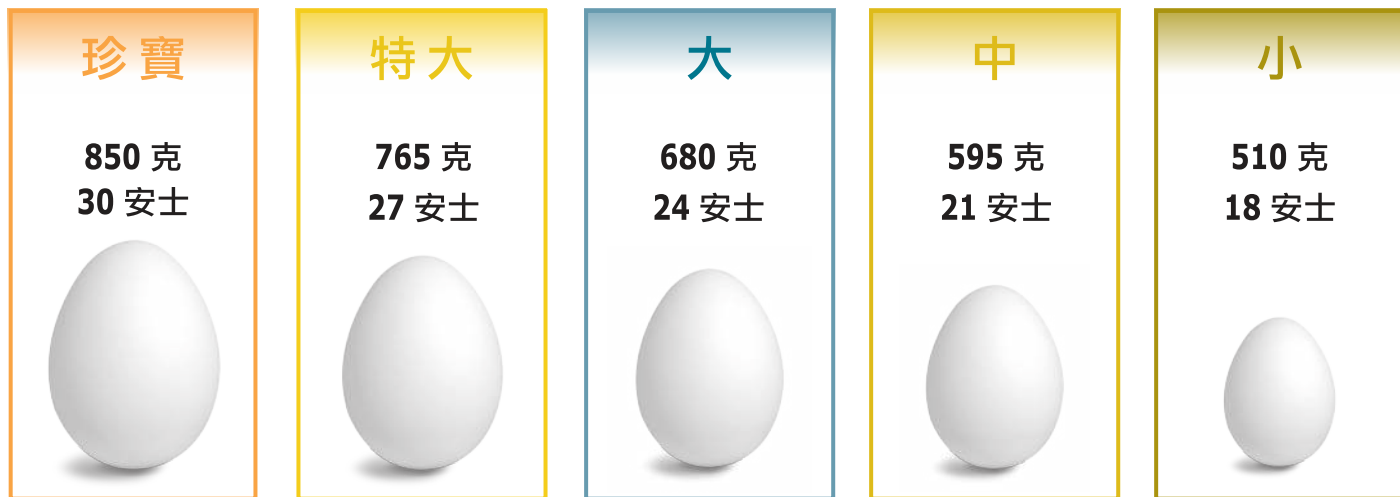 珍寶
850 克
30 安士
特大
765 克
27 安士
大
680 克
24 安士
中
595 克
21 安士
小
510 克
18 安士